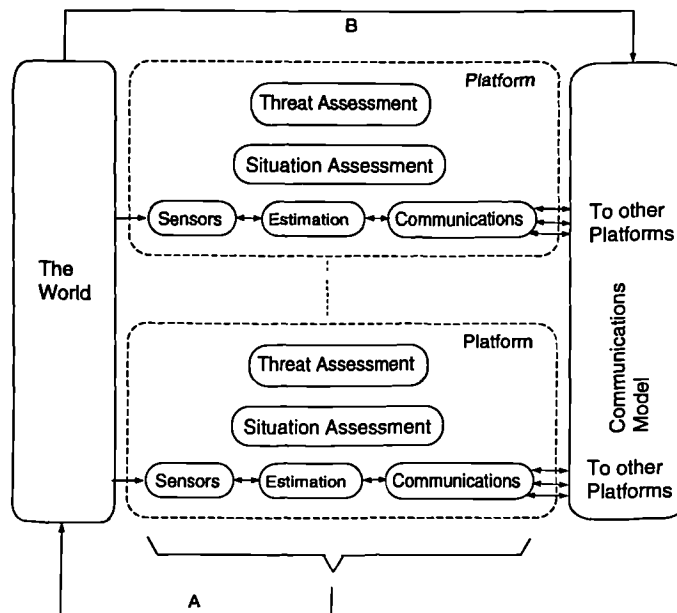 B
Platform
Threat Assessment
Situation Assessment
Sensors
Estimation
Communications
To other
Platforms
The
World
Communications
Model
Platform
Threat Assessment
Situation Assessment
Sensors
Estimation
Communications
To other
Platforms
A